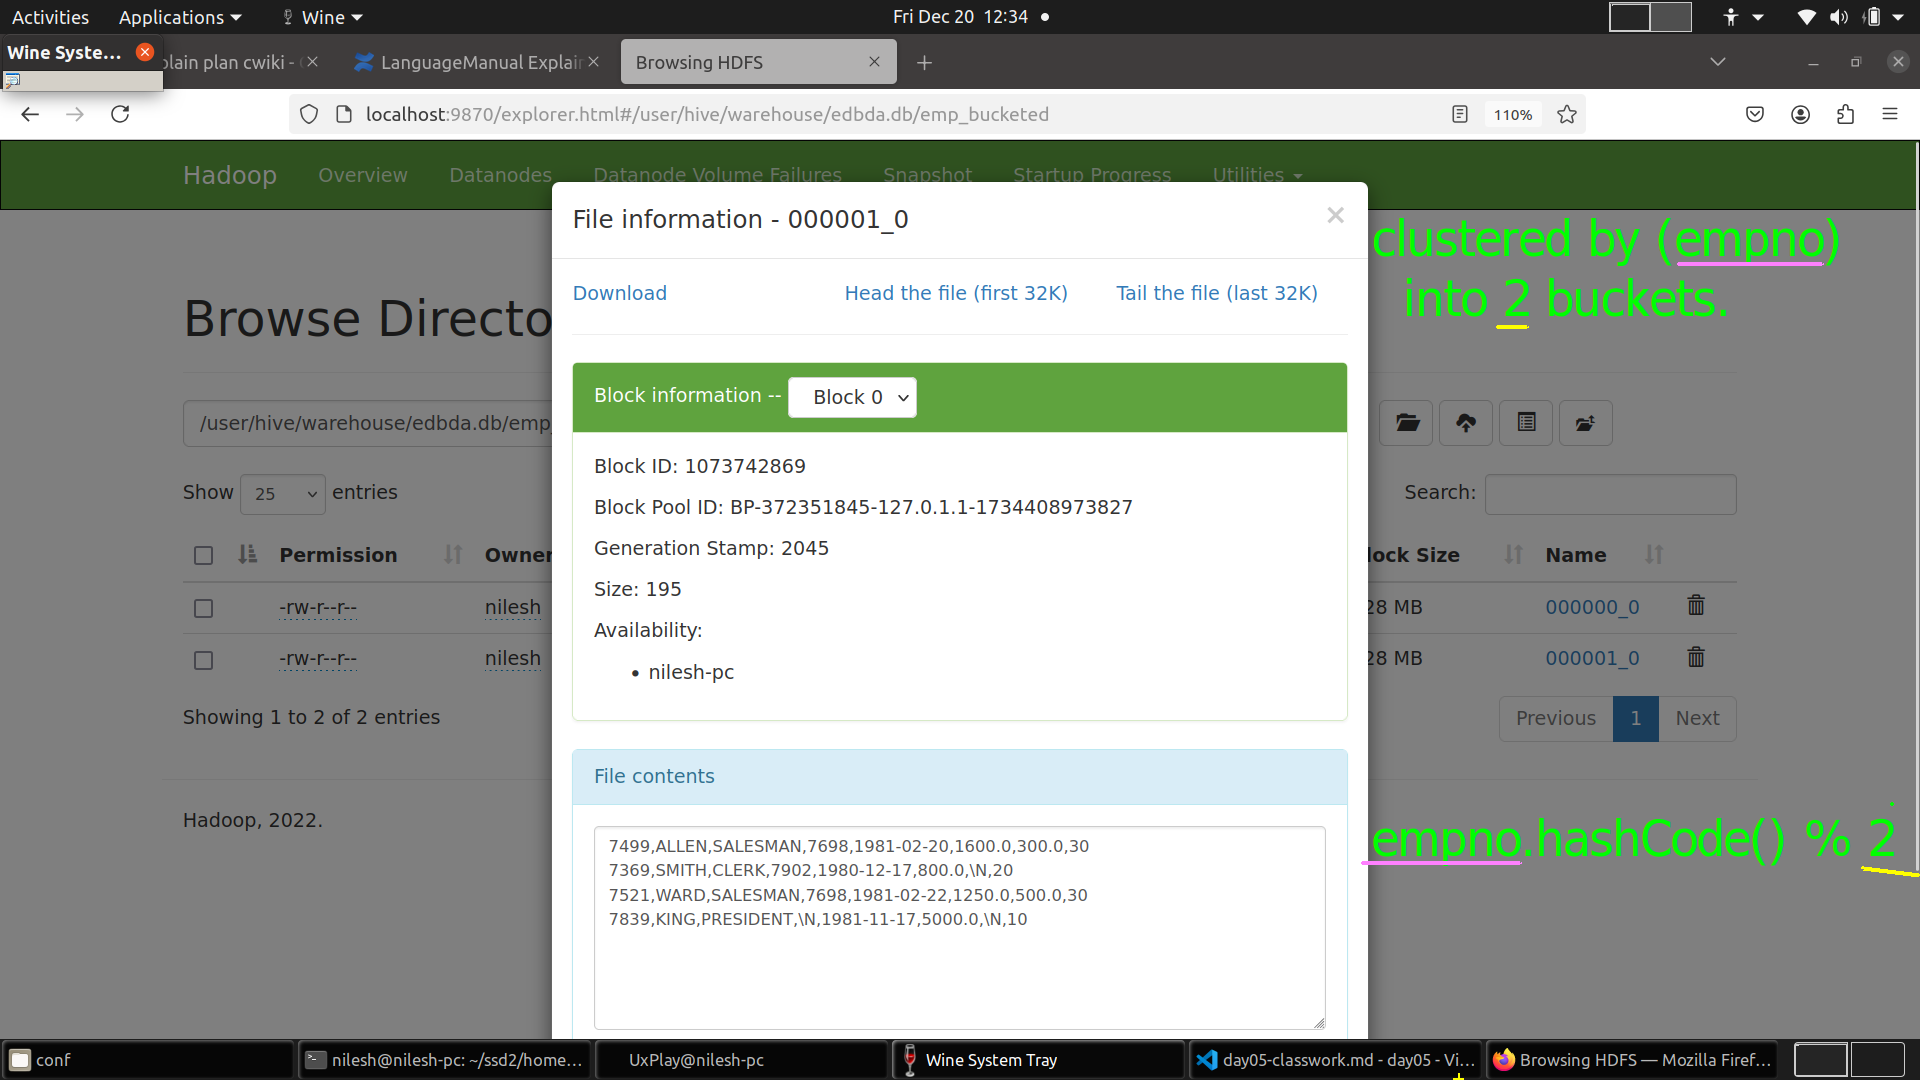 Activities Applications Wine Fri Dec 20 12:34
Wine Syste...
plain plan cwiki - LanguageManual Explain Browsing HDFS
localhost:9870/explorer.html#/user/hive/warehouse/edbda.db/emp_bucketed 110%
Hadoop Overview Datanodes Datanode Volume Failures Snapshot Startup Progress Utilities
File information - 000001_0
clustered by (empno)
into 2 buckets.
Download Head the file (first 32K) Tail the file (last 32K)
Browse Directo
Block information -- Block 0
/user/hive/warehouse/edbda.db/emp_
Block ID: 1073742869
Block Pool ID: BP-372351845-127.0.1.1-1734408973827
Generation Stamp: 2045
Size: 195
Availability:
nilesh-pc
Show 25 entries Search:
Permission Owner lock Size Name
-rw-r--r-- nilesh 28 MB 000000_0
-rw-r--r-- nilesh 28 MB 000001_0
Showing 1 to 2 of 2 entries Previous 1 Next
File contents
7499,ALLEN,SALESMAN,7698,1981-02-20,1600.0,300.0,30
7369,SMITH,CLERK,7902,1980-12-17,800.0,\N,20
7521,WARD,SALESMAN,7698,1981-02-22,1250.0,500.0,30
7839,KING,PRESIDENT,\N,1981-11-17,5000.0,\N,10
Hadoop, 2022.
empno.hashCode() % 2
conf nilesh@nilesh-pc: ~/ssd2/home... UxPlay@nilesh-pc Wine System Tray day05-classwork.md - day05 - Vi... Browsing HDFS — Mozilla Firef...